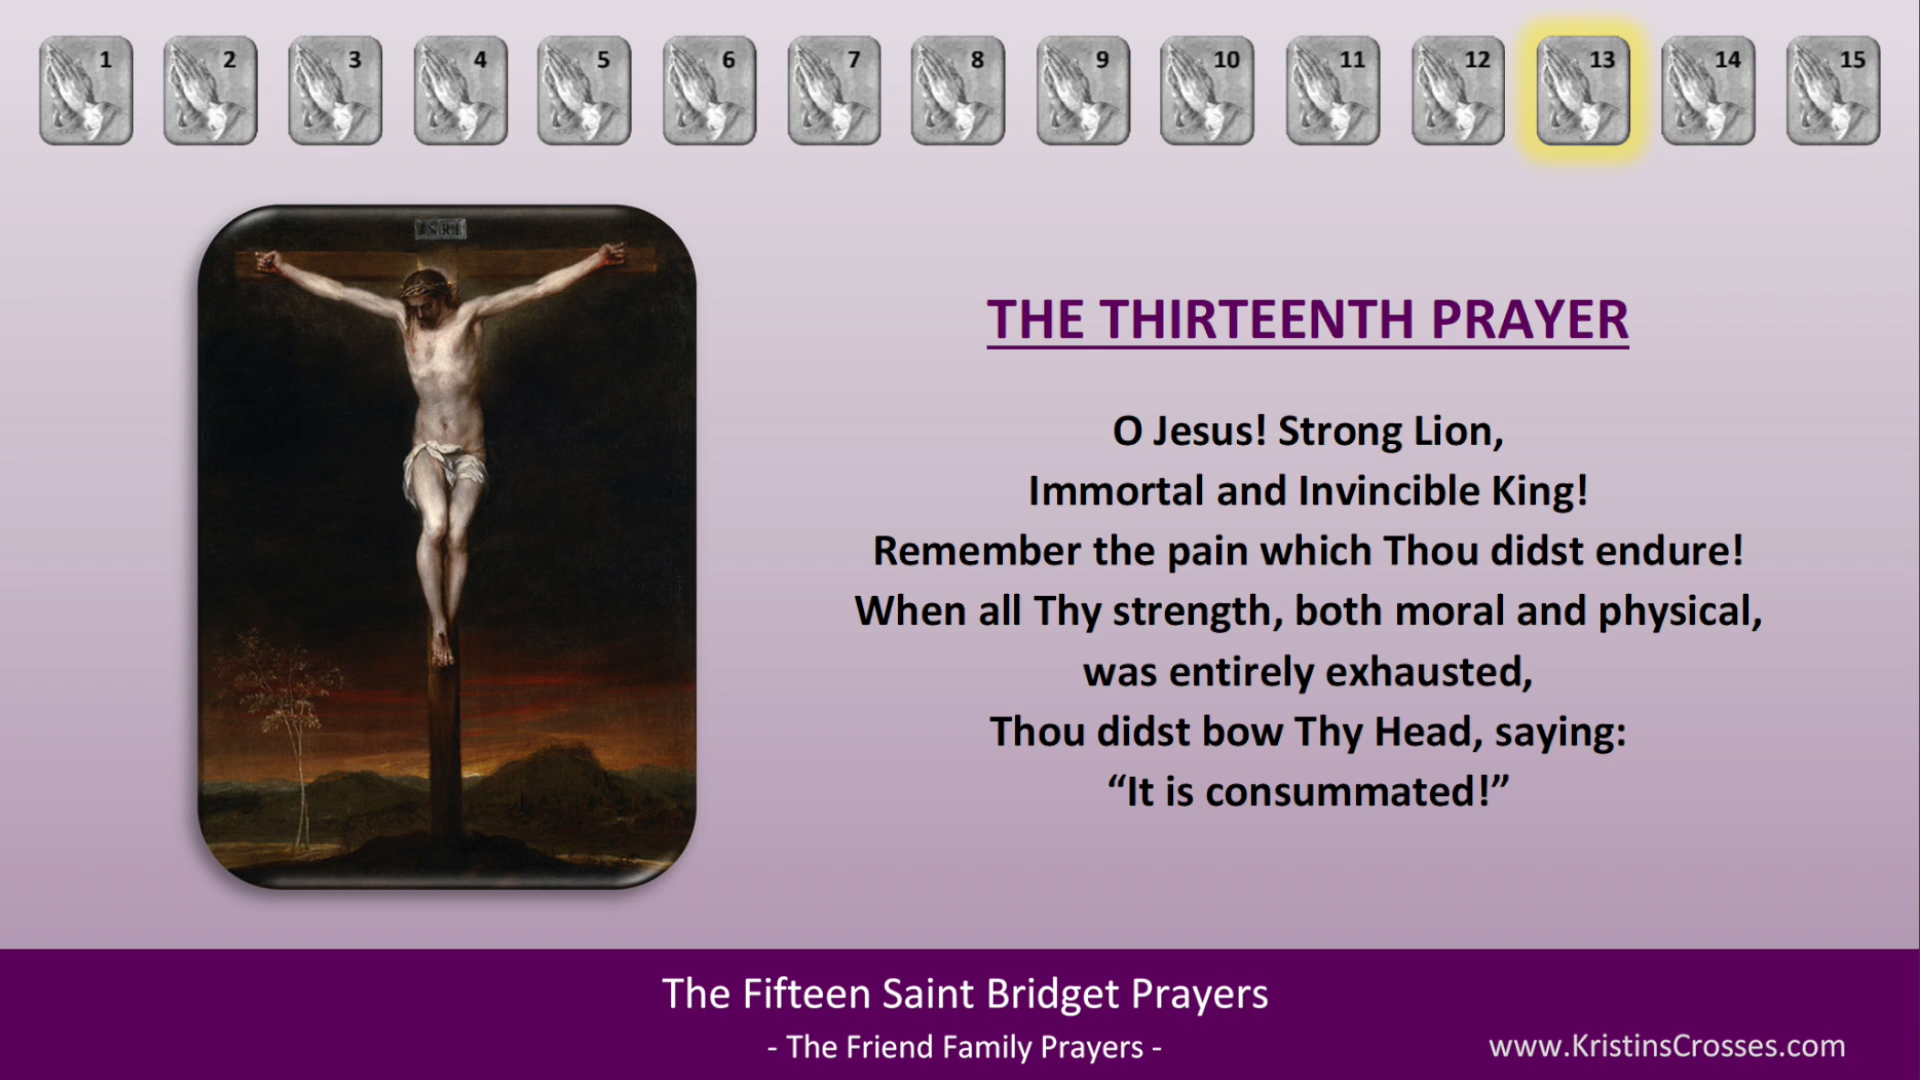 1 2 3 4 5 6 7 8 9 10 11 12 13 14 15
INRI
THE THIRTEENTH PRAYER
O Jesus! Strong Lion,
Immortal and Invincible King!
Remember the pain which Thou didst endure!
When all Thy strength, both moral and physical,
was entirely exhausted,
Thou didst bow Thy Head, saying:
“It is consummated!”
The Fifteen Saint Bridget Prayers
- The Friend Family Prayers -
www.KristinsCrosses.com